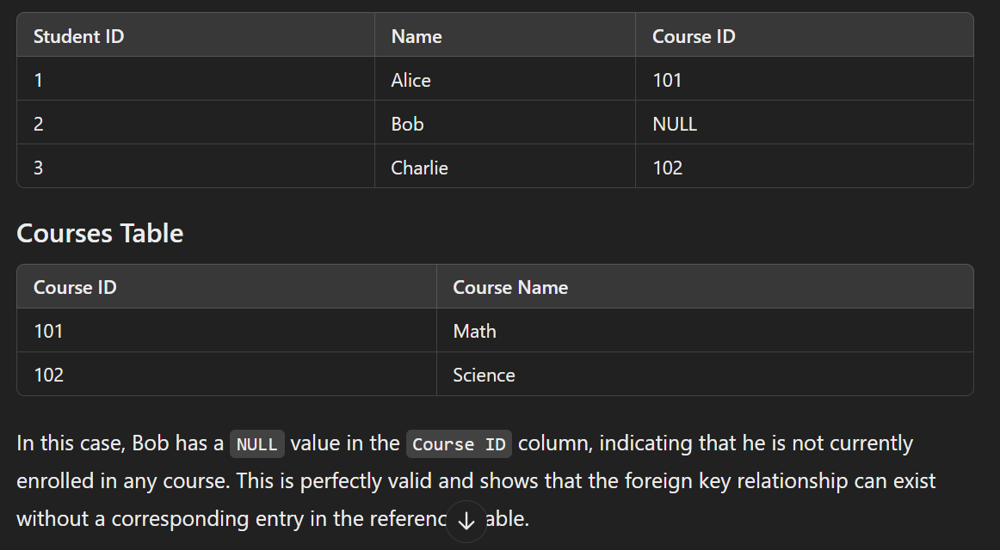 Student ID Name Course ID
1 Alice 101
2 Bob NULL
3 Charlie 102
Courses Table
Course ID Course Name
101 Math
102 Science
In this case, Bob has a NULL value in the Course ID column, indicating that he is not currently
enrolled in any course. This is perfectly valid and shows that the foreign key relationship can exist
without a corresponding entry in the